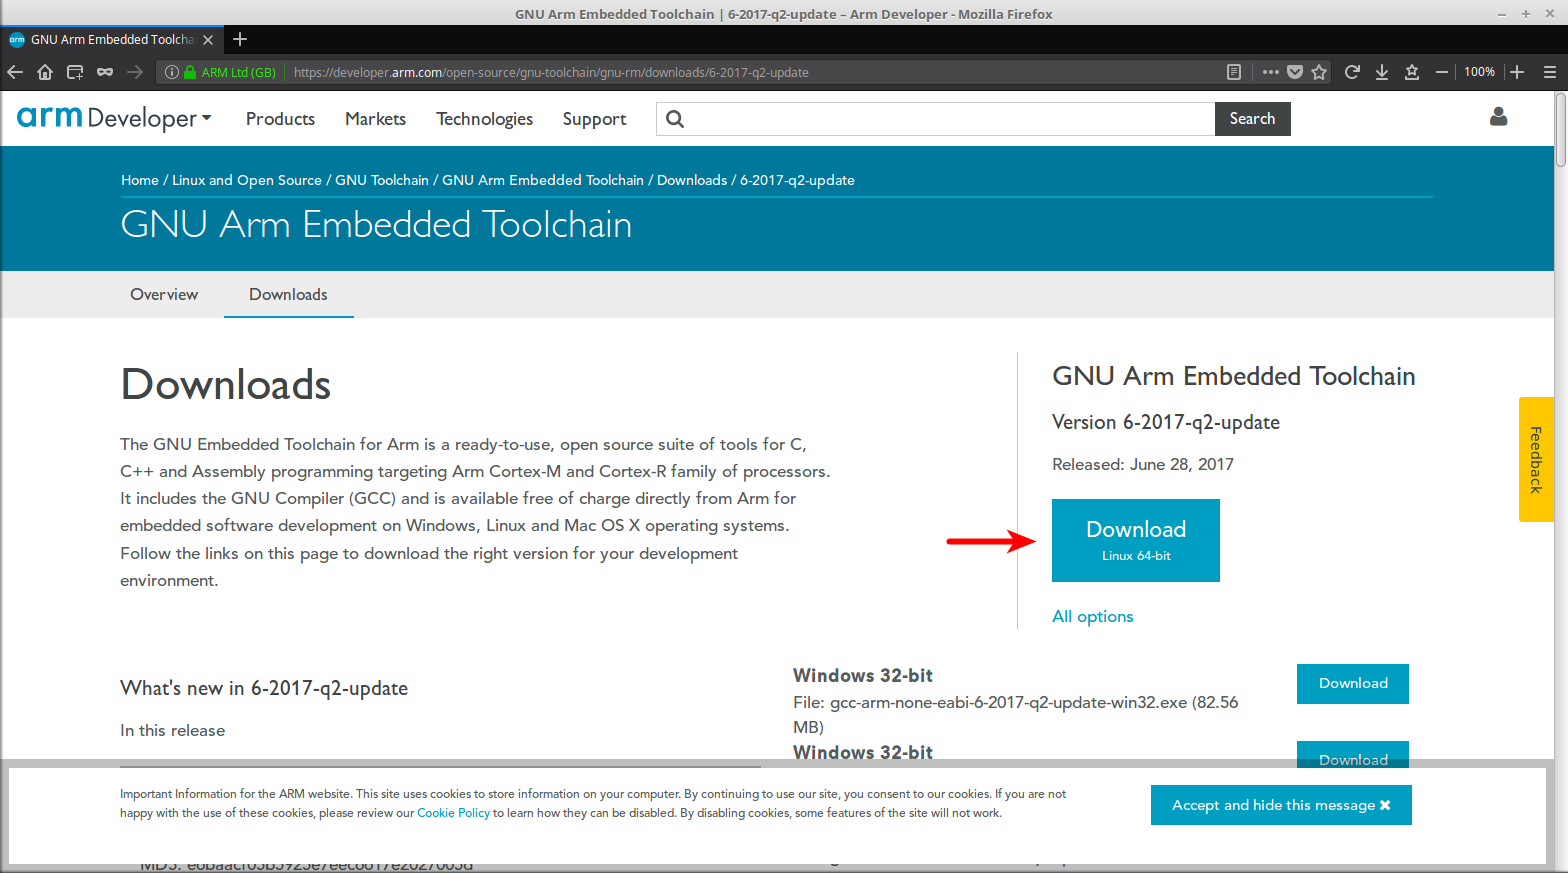 GNU Arm Embedded Toolchain | 6-2017-q2-update – Arm Developer - Mozilla Firefox
arm GNU Arm Embedded Toolcha
ARM Ltd (GB) https://developer.arm.com/open-source/gnu-toolchain/gnu-rm/downloads/6-2017-q2-update 100%
arm Developer Products Markets Technologies Support Search
Home / Linux and Open Source / GNU Toolchain / GNU Arm Embedded Toolchain / Downloads / 6-2017-q2-update
GNU Arm Embedded Toolchain
Overview Downloads
Downloads
The GNU Embedded Toolchain for Arm is a ready-to-use, open source suite of tools for C,
C++ and Assembly programming targeting Arm Cortex-M and Cortex-R family of processors.
It includes the GNU Compiler (GCC) and is available free of charge directly from Arm for
embedded software development on Windows, Linux and Mac OS X operating systems.
Follow the links on this page to download the right version for your development
environment.
GNU Arm Embedded Toolchain
Version 6-2017-q2-update
Released: June 28, 2017
Download
Linux 64-bit
All options
Feedback
What's new in 6-2017-q2-update
In this release
Windows 32-bit
Download
File: gcc-arm-none-eabi-6-2017-q2-update-win32.exe (82.56
MB)
Windows 32-bit
Download
Important Information for the ARM website. This site uses cookies to store information on your computer. By continuing to use our site, you consent to our cookies. If you are not
happy with the use of these cookies, please review our Cookie Policy to learn how they can be disabled. By disabling cookies, some features of the site will not work.
Accept and hide this message